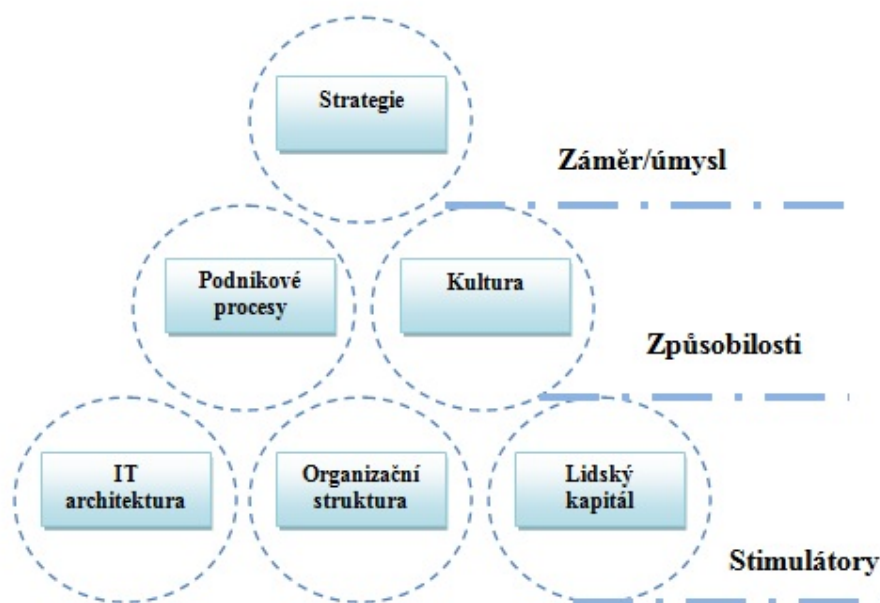 Strategie
Záměr/úmysl
Podnikové
procesy
Kultura
Způsobilosti
IT
architektura
Organizační
struktura
Lidský
kapitál
Stimulátory